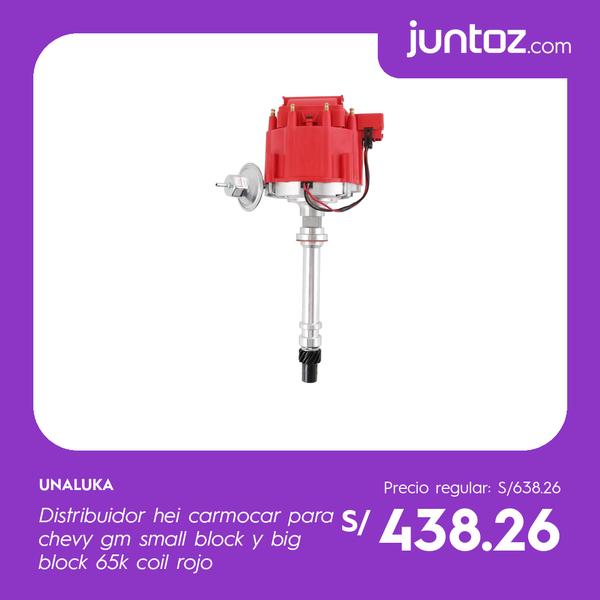 juntoz.com
UNALUKA
Distribuidor hei carmocar para
chevy gm small block y big
block 65k coil rojo
Precio regular: S/638.26
S/ 438.26